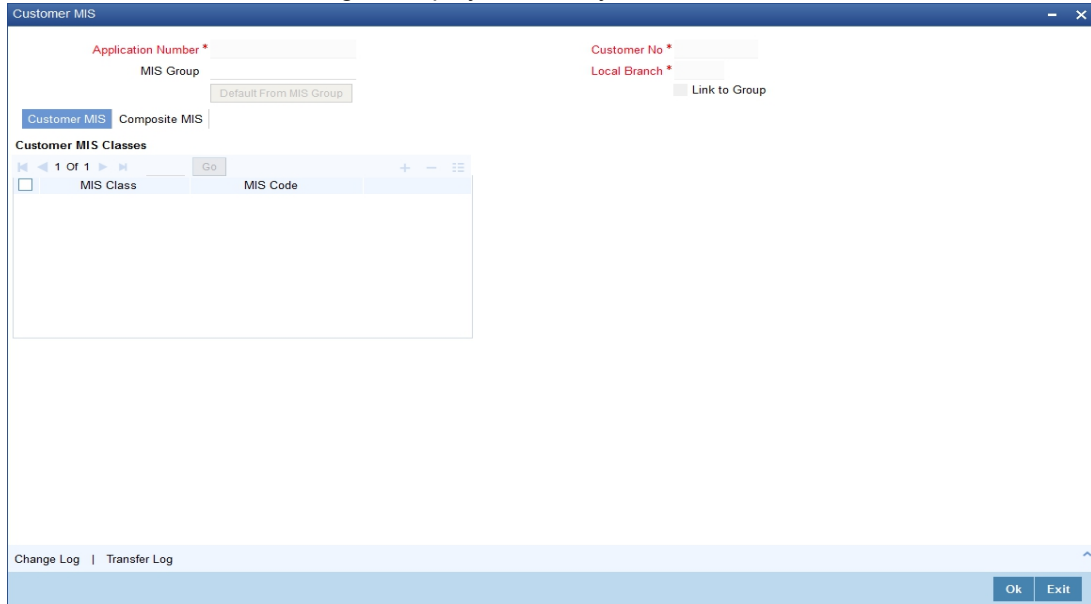 Customer MIS
Application Number *
Customer No *
MIS Group
Local Branch *
Default From MIS Group
Link to Group
Customer MIS Composite MIS
Customer MIS Classes
1 Of 1 Go
MIS Class MIS Code
Change Log | Transfer Log
Ok Exit